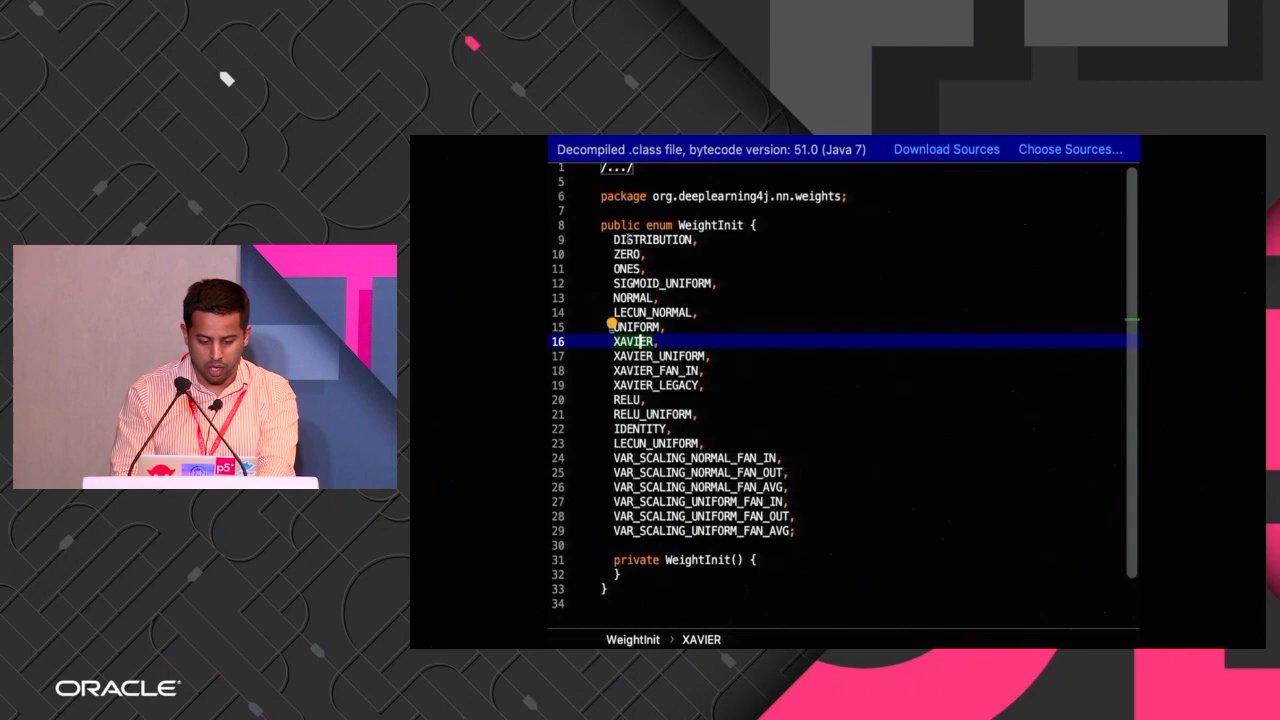 Decompiled .class file, bytecode version: 51.0 (Java 7) Download Sources Choose Sources...
1 /.../
5
6 package org.deeplearning4j.nn.weights;
7
8 public enum WeightInit {
9 DISTRIBUTION,
10 ZERO,
11 ONES,
12 SIGMOID_UNIFORM,
13 NORMAL,
14 LECUN_NORMAL,
15 UNIFORM,
16 XAVIER,
17 XAVIER_UNIFORM,
18 XAVIER_FAN_IN,
19 XAVIER_LEGACY,
20 RELU,
21 RELU_UNIFORM,
22 IDENTITY,
23 LECUN_UNIFORM,
24 VAR_SCALING_NORMAL_FAN_IN,
25 VAR_SCALING_NORMAL_FAN_OUT,
26 VAR_SCALING_NORMAL_FAN_AVG,
27 VAR_SCALING_UNIFORM_FAN_IN,
28 VAR_SCALING_UNIFORM_FAN_OUT,
29 VAR_SCALING_UNIFORM_FAN_AVG;
30
31 private WeightInit() {
32 }
33 }
34
WeightInit > XAVIER
p5*
ORACLE